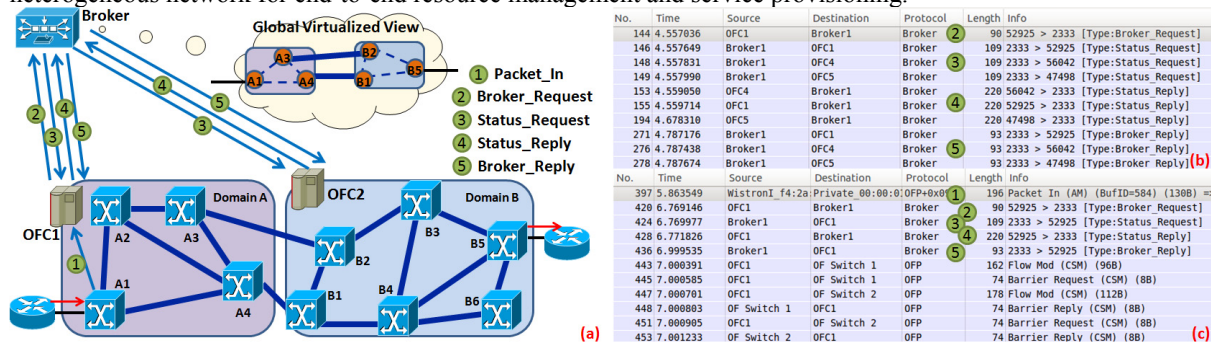 heterogeneous network for end-to-end resource management and service provisioning.
Broker
Global Virtualized View
A3
B2
A1
A4
B1
B5
1 Packet_In
2 Broker_Request
3 Status_Request
4 Status_Reply
5 Broker_Reply
2
3
4
5
4
5
3
OFC1
OFC2
Domain A
Domain B
A2
A3
A1
A4
B1
B2
B3
B4
B5
B6
1
(a)
No. Time Source Destination Protocol Length Info
144 4.557036 OFC1 Broker1 Broker 2 90 52925 > 2333 [Type:Broker_Request]
146 4.557649 Broker1 OFC1 Broker 109 2333 > 52925 [Type:Status_Request]
148 4.557831 Broker1 OFC4 Broker 3 109 2333 > 56042 [Type:Status_Request]
149 4.557990 Broker1 OFC5 Broker 109 2333 > 47498 [Type:Status_Request]
153 4.559050 OFC4 Broker1 Broker 220 56042 > 2333 [Type:Status_Reply]
155 4.559714 OFC1 Broker1 Broker 4 220 52925 > 2333 [Type:Status_Reply]
194 4.678310 OFC5 Broker1 Broker 220 47498 > 2333 [Type:Status_Reply]
271 4.787176 Broker1 OFC1 Broker 93 2333 > 52925 [Type:Broker_Reply]
276 4.787438 Broker1 OFC4 Broker 5 93 2333 > 56042 [Type:Broker_Reply]
278 4.787674 Broker1 OFC5 Broker 93 2333 > 47498 [Type:Broker_Reply]
(b)
No. Time Source Destination Protocol Length Info
397 5.863549 WistronI_f4:2a: Private_00:00:0 OFP+0x0 1 196 Packet In (AM) (BufID=584) (130B) =>
420 6.769146 OFC1 Broker1 Broker 2 90 52925 > 2333 [Type:Broker_Request]
424 6.769977 Broker1 OFC1 Broker 3 109 2333 > 52925 [Type:Status_Request]
428 6.771826 OFC1 Broker1 Broker 4 220 52925 > 2333 [Type:Status_Reply]
436 6.999535 Broker1 OFC1 Broker 5 93 2333 > 52925 [Type:Broker_Reply]
443 7.000391 OFC1 OF Switch 1 OFP 162 Flow Mod (CSM) (96B)
445 7.000585 OFC1 OF Switch 1 OFP 74 Barrier Request (CSM) (8B)
447 7.000701 OFC1 OF Switch 2 OFP 178 Flow Mod (CSM) (112B)
448 7.000803 OF Switch 1 OFC1 OFP 74 Barrier Reply (CSM) (8B)
451 7.000905 OFC1 OF Switch 2 OFP 74 Barrier Request (CSM) (8B)
453 7.001233 OF Switch 2 OFC1 OFP 74 Barrier Reply (CSM) (8B)
(c)